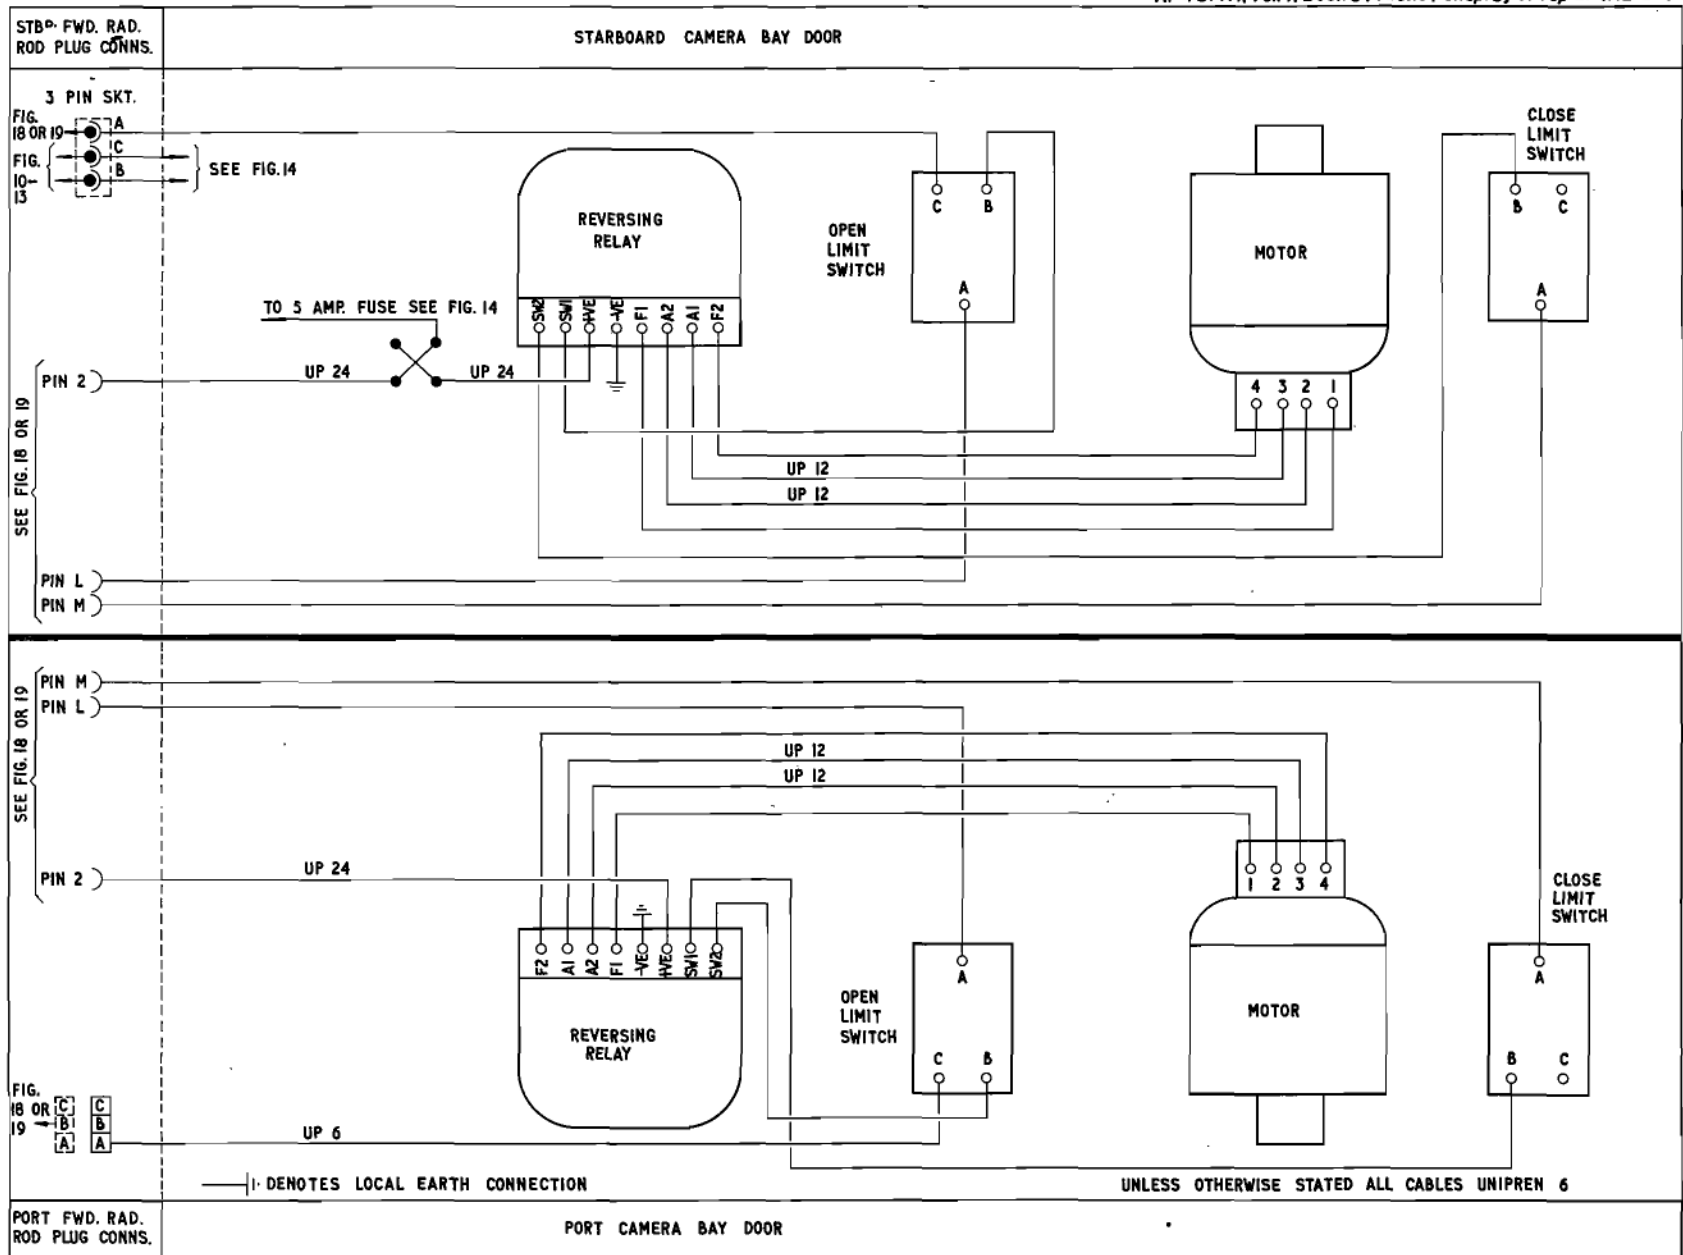 STBD. FWD. RAD.
ROD PLUG CONNS.
STARBOARD CAMERA BAY DOOR
3 PIN SKT.
FIG.
18 OR 19
A
C
B
FIG.
10-
13
SEE FIG.14
REVERSING
RELAY
SW2 SW1 +VE -VE F1 A2 A1 F2
OPEN
LIMIT
SWITCH
C B
A
MOTOR
4 3 2 1
CLOSE
LIMIT
SWITCH
B C
A
TO 5 AMP. FUSE SEE FIG. 14
SEE FIG. 18 OR 19
PIN 2
UP 24
UP 24
UP 12
UP 12
PIN L
PIN M
SEE FIG. 18 OR 19
PIN M
PIN L
UP 12
UP 12
PIN 2
UP 24
1 2 3 4
MOTOR
F2 A1 A2 F1 -VE +VE SW1 SW2
REVERSING
RELAY
OPEN
LIMIT
SWITCH
A
C B
CLOSE
LIMIT
SWITCH
A
B C
FIG.
18 OR
19
C C
B B
A A
UP 6
DENOTES LOCAL EARTH CONNECTION
UNLESS OTHERWISE STATED ALL CABLES UNIPREN 6
PORT FWD. RAD.
ROD PLUG CONNS.
PORT CAMERA BAY DOOR